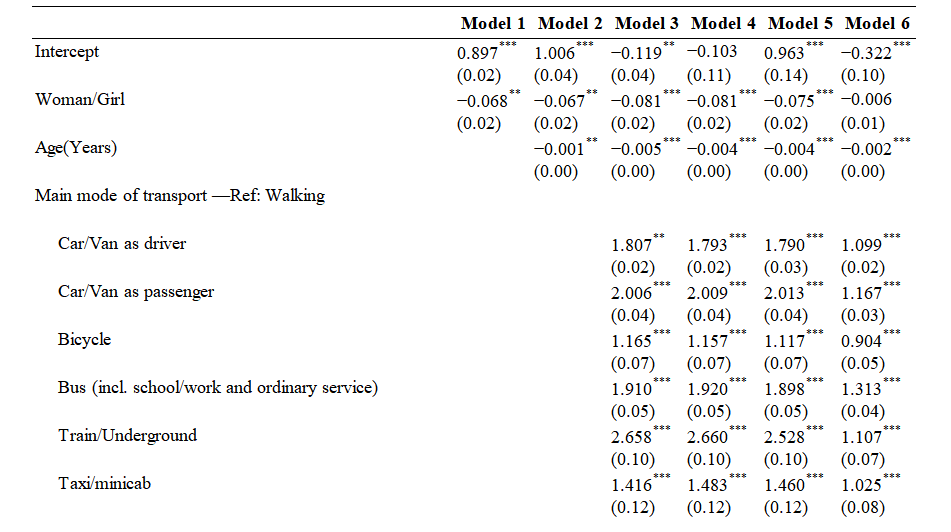 Model 1 Model 2 Model 3 Model 4 Model 5 Model 6
Intercept 0.897*** 1.006*** −0.119** −0.103 0.963*** −0.322***
(0.02) (0.04) (0.04) (0.11) (0.14) (0.10)
Woman/Girl −0.068** −0.067** −0.081*** −0.081*** −0.075*** −0.006
(0.02) (0.02) (0.02) (0.02) (0.02) (0.01)
Age(Years) −0.001** −0.005*** −0.004*** −0.004*** −0.002***
(0.00) (0.00) (0.00) (0.00) (0.00)
Main mode of transport —Ref: Walking
Car/Van as driver 1.807** 1.793*** 1.790*** 1.099***
(0.02) (0.02) (0.03) (0.02)
Car/Van as passenger 2.006*** 2.009*** 2.013*** 1.167***
(0.04) (0.04) (0.04) (0.03)
Bicycle 1.165*** 1.157*** 1.117*** 0.904***
(0.07) (0.07) (0.07) (0.05)
Bus (incl. school/work and ordinary service) 1.910*** 1.920*** 1.898*** 1.313***
(0.05) (0.05) (0.05) (0.04)
Train/Underground 2.658*** 2.660*** 2.528*** 1.107***
(0.10) (0.10) (0.10) (0.07)
Taxi/minicab 1.416*** 1.483*** 1.460*** 1.025***
(0.12) (0.12) (0.12) (0.08)